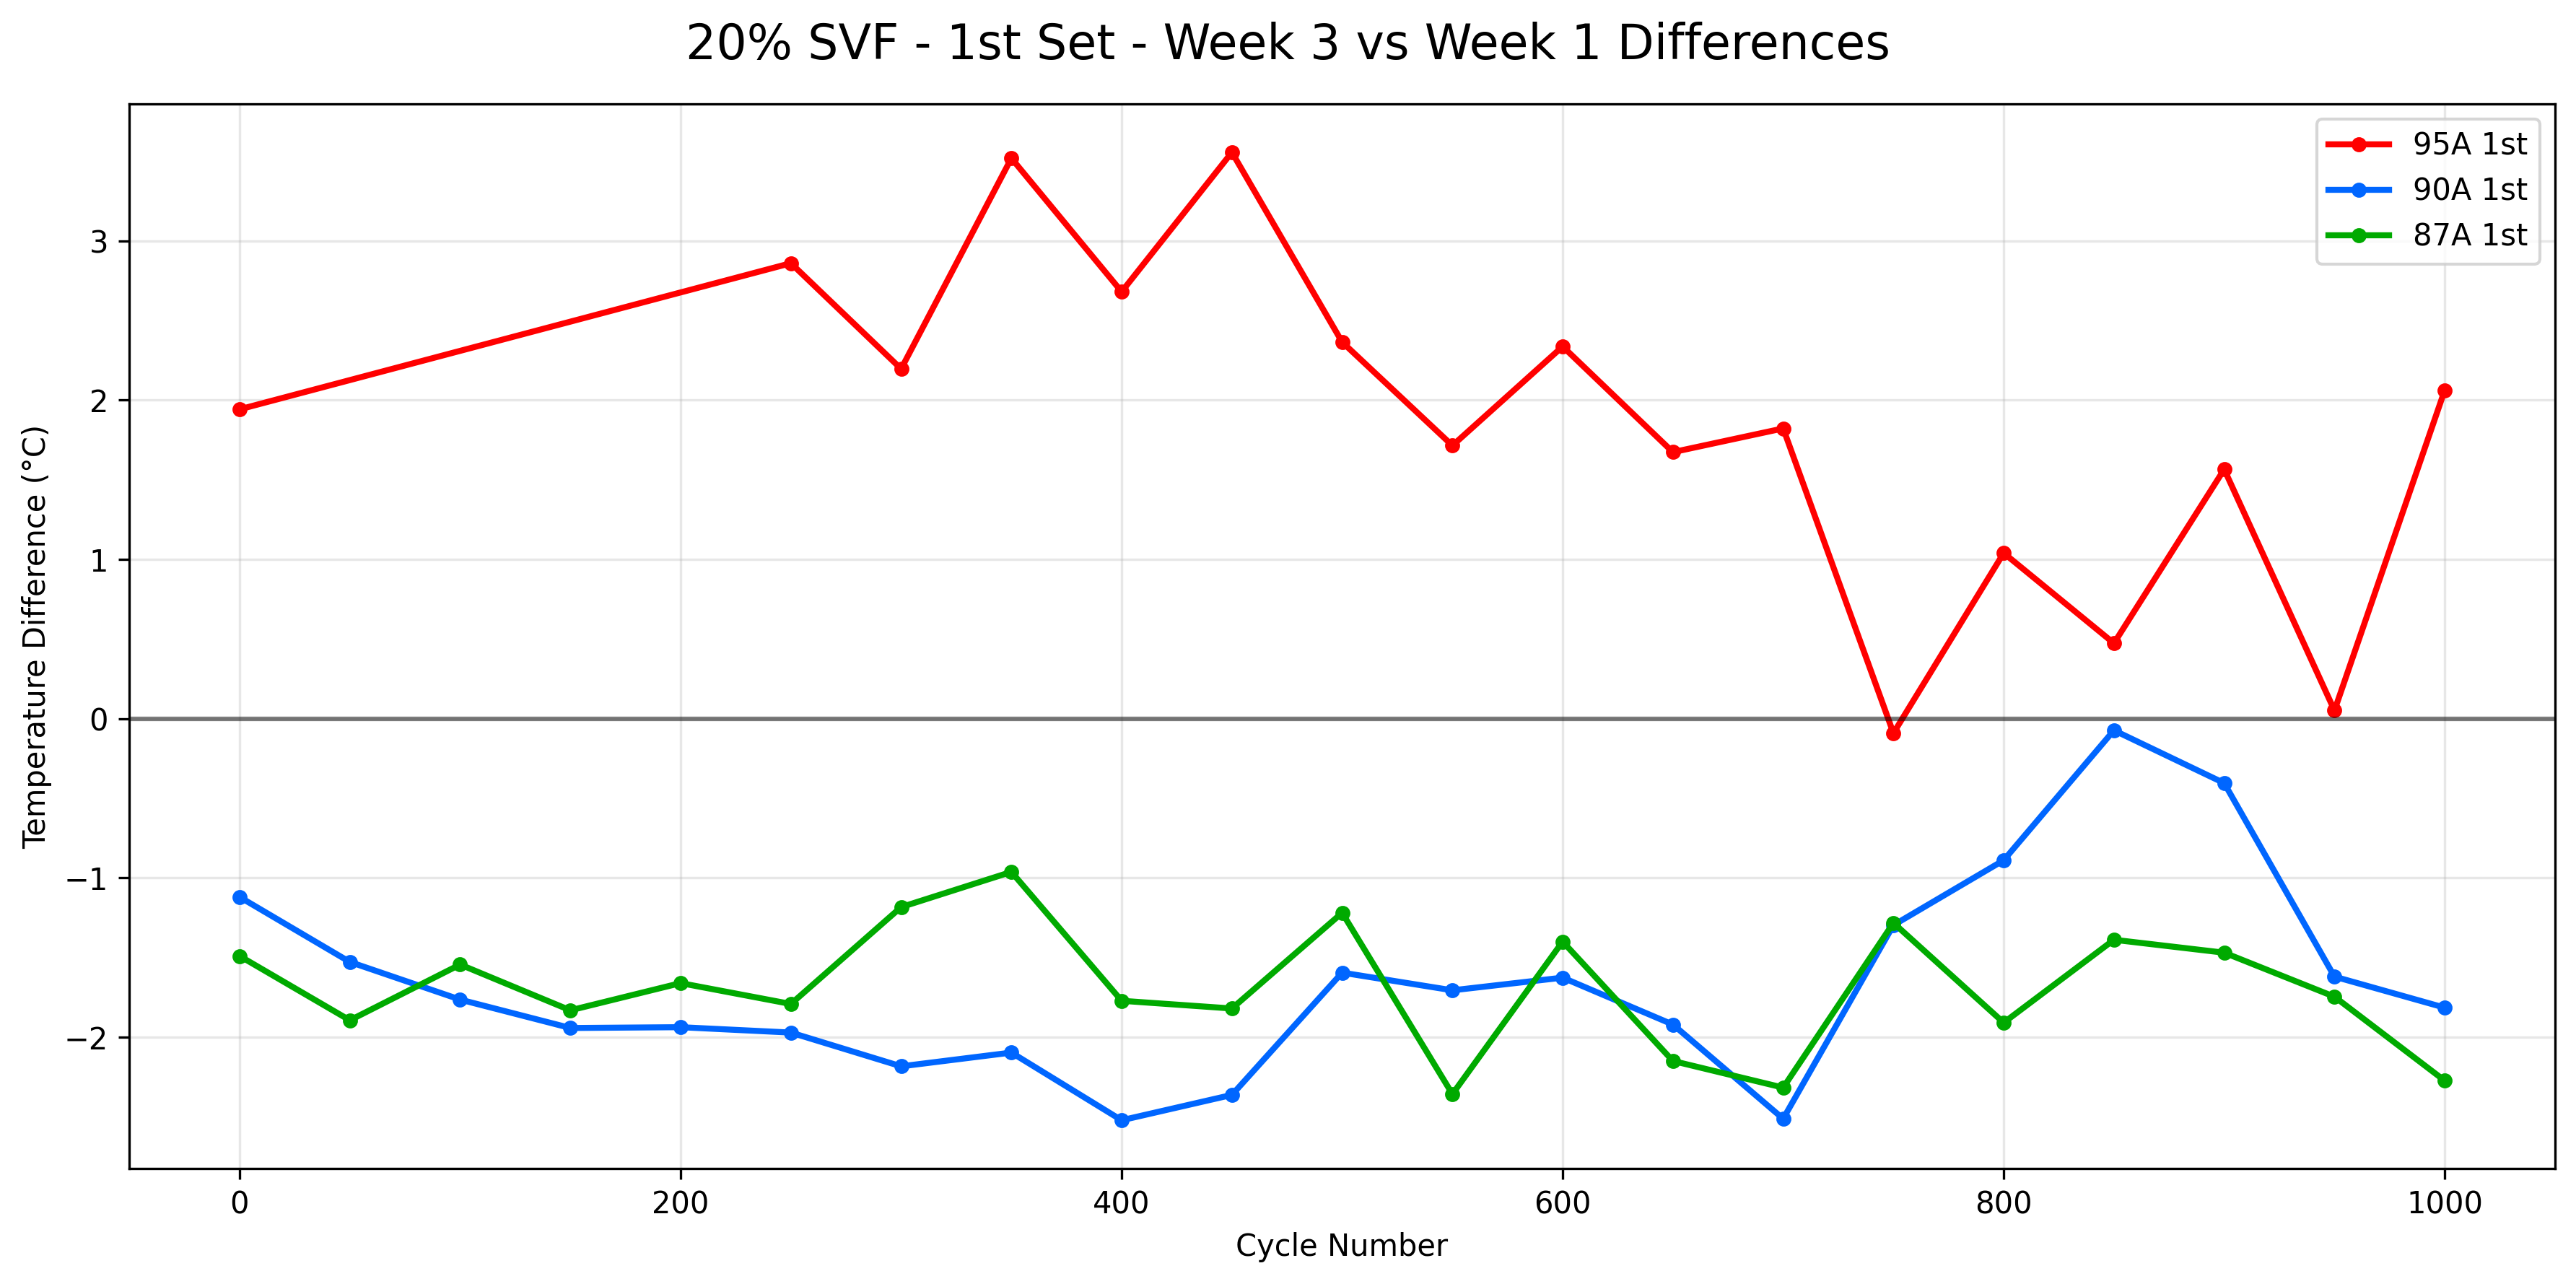 20% SVF - 1st Set - Week 3 vs Week 1 Differences
95A 1st
90A 1st
87A 1st
Temperature Difference (°C)
3
2
1
0
−1
−2
0 200 400 600 800 1000
Cycle Number